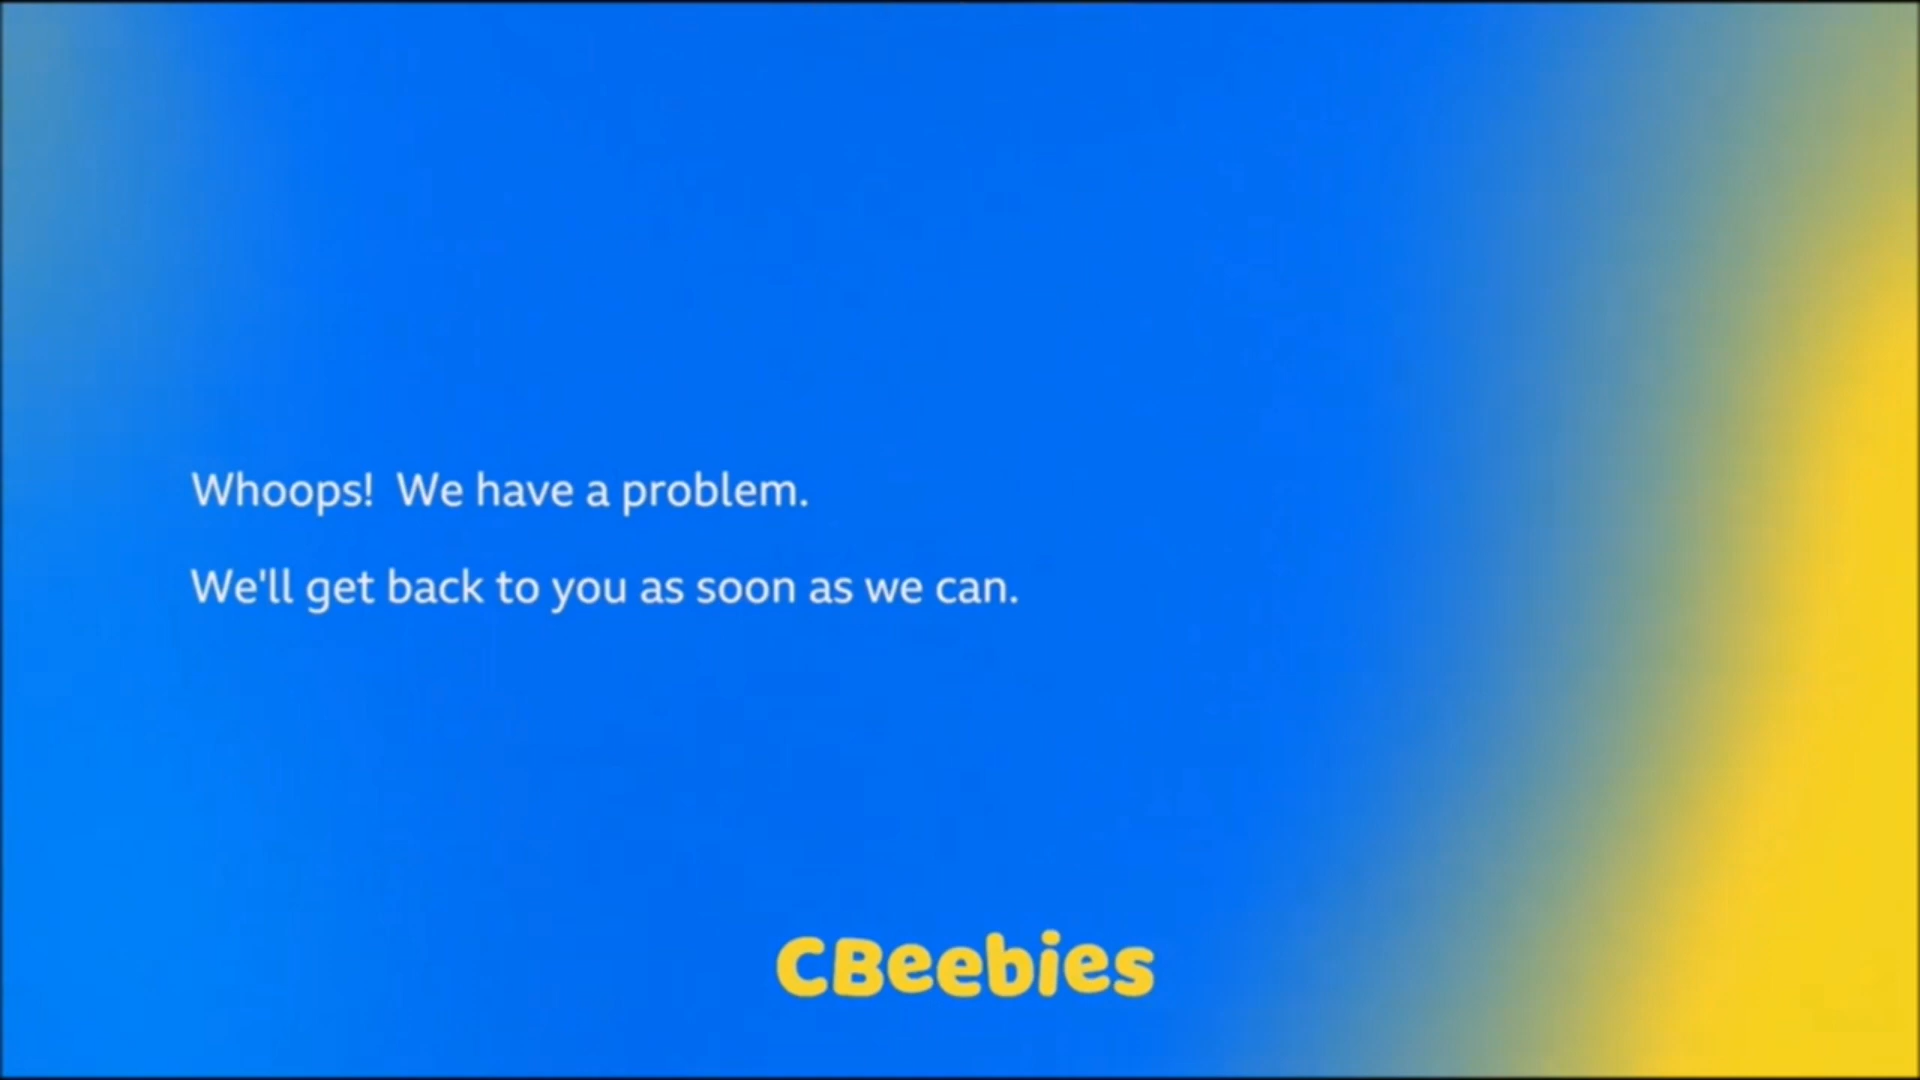 Whoops!  We have a problem.
We'll get back to you as soon as we can.
CBeebies